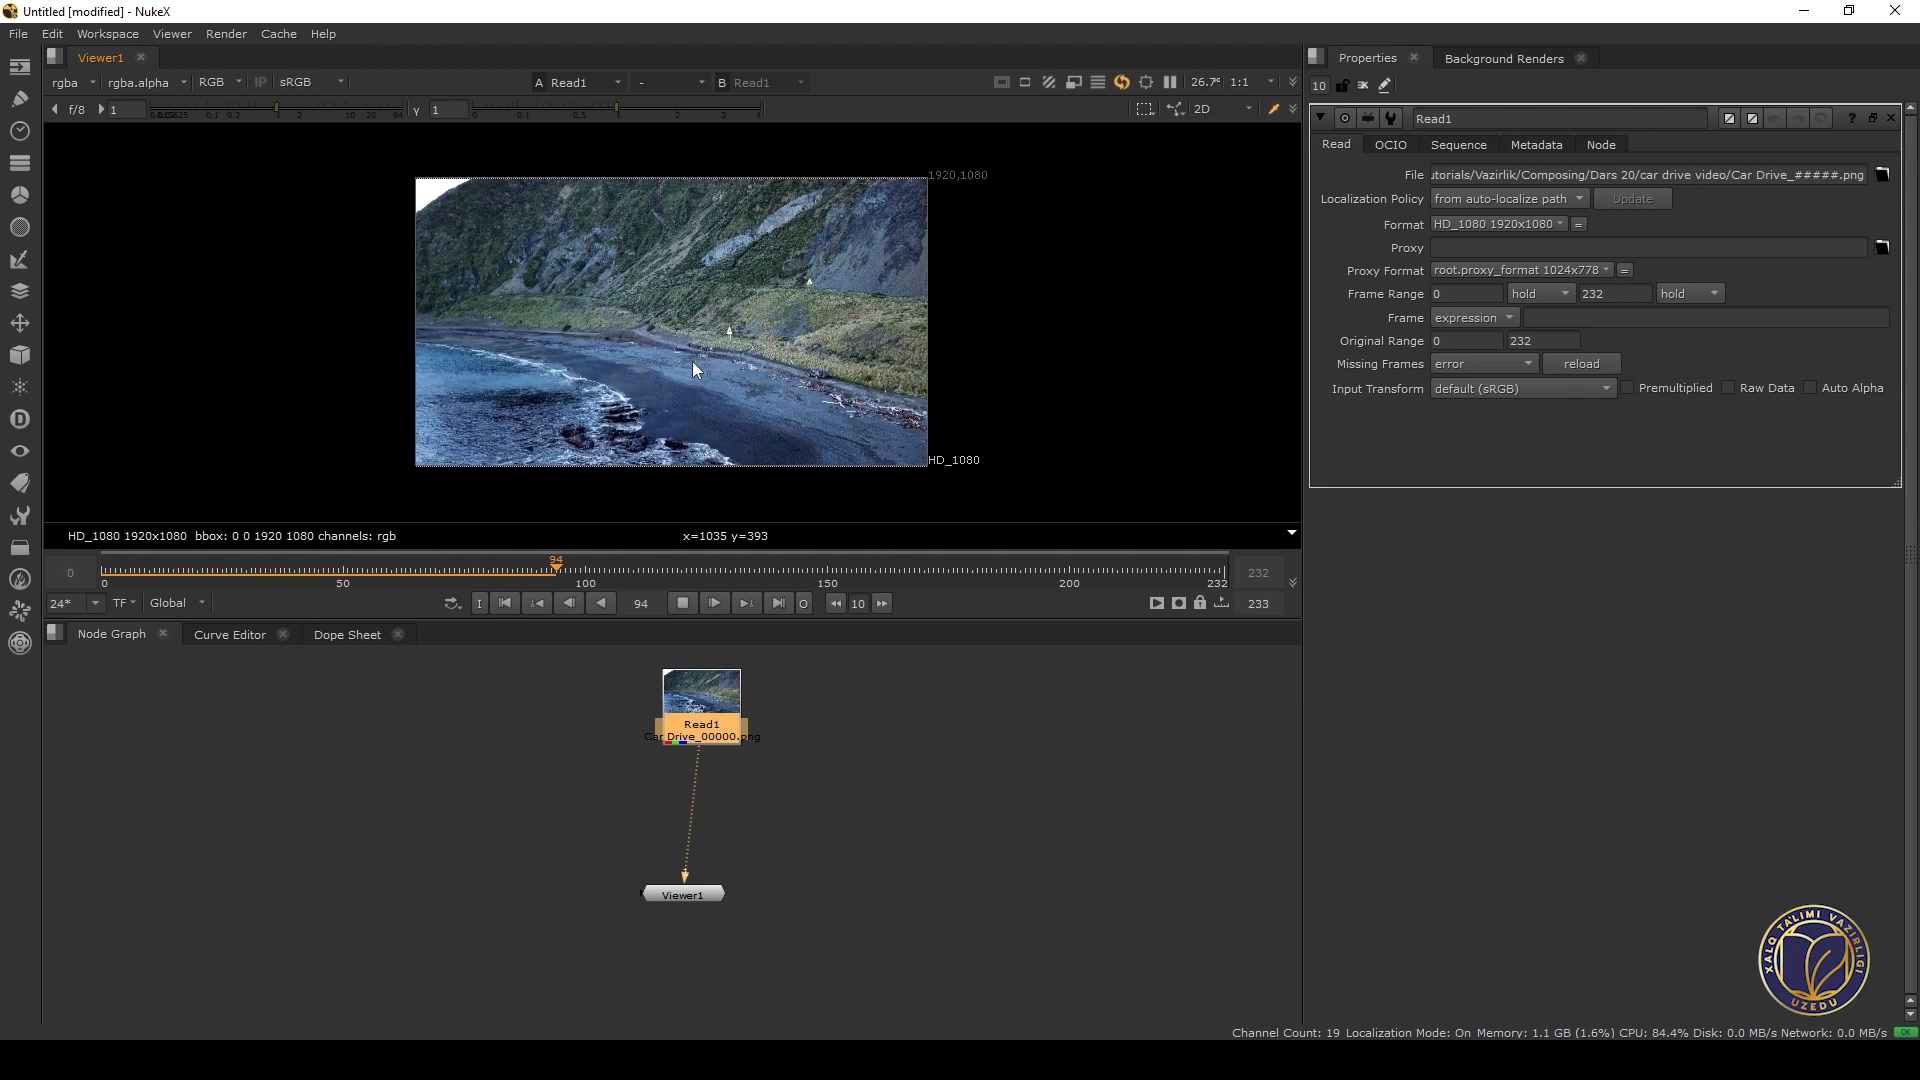 Untitled [modified] - NukeX
File Edit Workspace Viewer Render Cache Help
Viewer1
rgba rgba.alpha RGB IP sRGB A Read1 - B Read1 26.7% 1:1
f/8 1 Y 1 2D
1920,1080
HD_1080
HD_1080 1920x1080 bbox: 0 0 1920 1080 channels: rgb x=1035 y=393
94
0 0 50 100 150 200 232 232
24* TF Global I 94 O 10 233
Node Graph Curve Editor Dope Sheet
Read1
Car Drive_00000.png
Viewer1
Properties Background Renders
10
Read1 ?
Read OCIO Sequence Metadata Node
File utorials/Vazirlik/Composing/Dars 20/car drive video/Car Drive_#####.png
Localization Policy from auto-localize path Update
Format HD_1080 1920x1080 =
Proxy
Proxy Format root.proxy_format 1024x778 =
Frame Range 0 hold 232 hold
Frame expression
Original Range 0 232
Missing Frames error reload
Input Transform default (sRGB) Premultiplied Raw Data Auto Alpha
XALQ TA'LIMI VAZIRLIGI
UZEDU
Channel Count: 19 Localization Mode: On Memory: 1.1 GB (1.6%) CPU: 84.4% Disk: 0.0 MB/s Network: 0.0 MB/s OK